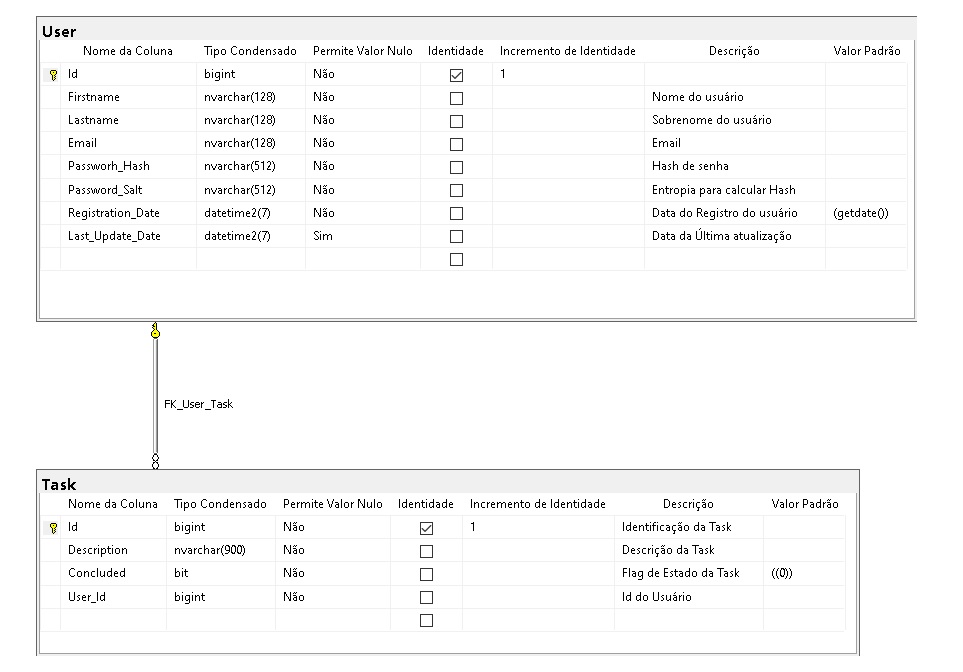 User
Nome da Coluna Tipo Condensado Permite Valor Nulo Identidade Incremento de Identidade Descrição Valor Padrão
Id bigint Não 1
Firstname nvarchar(128) Não Nome do usuário
Lastname nvarchar(128) Não Sobrenome do usuário
Email nvarchar(128) Não Email
Passworh_Hash nvarchar(512) Não Hash de senha
Password_Salt nvarchar(512) Não Entropia para calcular Hash
Registration_Date datetime2(7) Não Data do Registro do usuário (getdate())
Last_Update_Date datetime2(7) Sim Data da Última atualização
FK_User_Task
Task
Nome da Coluna Tipo Condensado Permite Valor Nulo Identidade Incremento de Identidade Descrição Valor Padrão
Id bigint Não 1 Identificação da Task
Description nvarchar(900) Não Descrição da Task
Concluded bit Não Flag de Estado da Task ((0))
User_Id bigint Não Id do Usuário